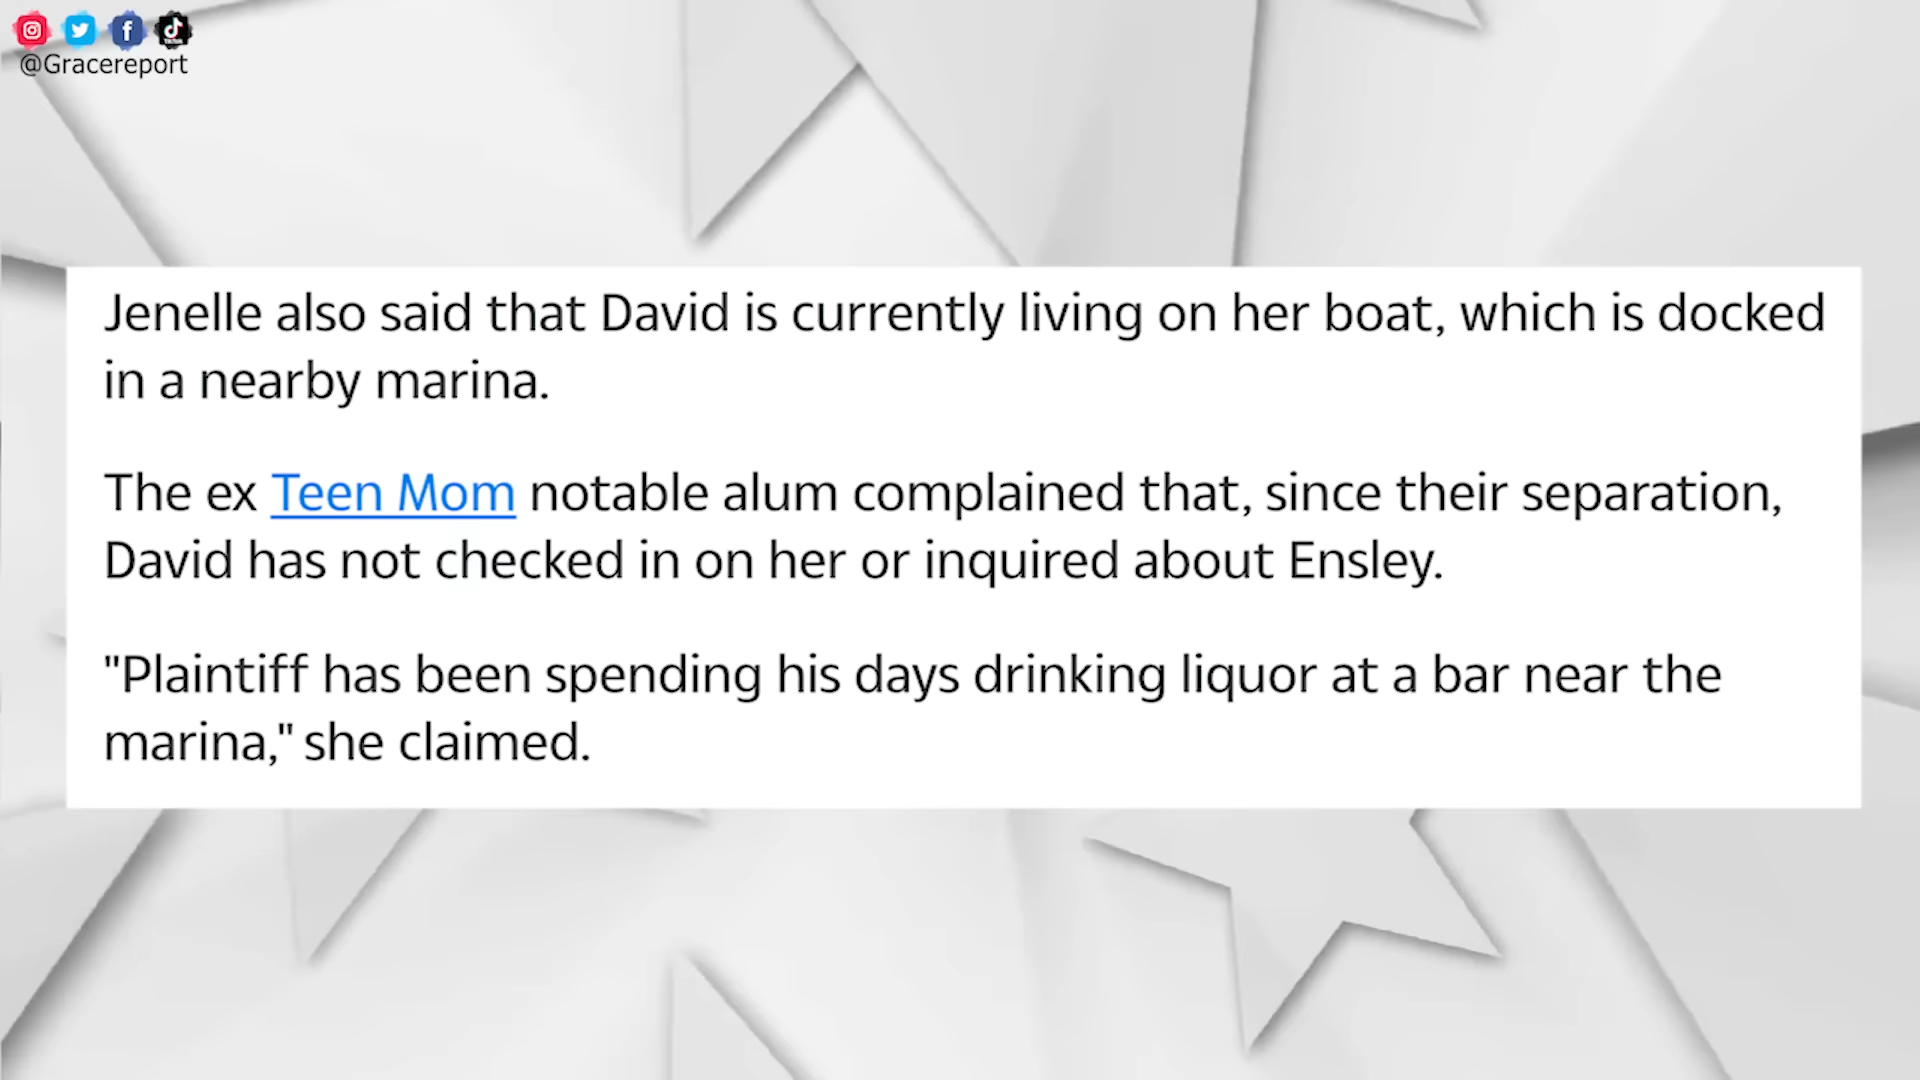 @Gracereport
Jenelle also said that David is currently living on her boat, which is docked
in a nearby marina.
The ex Teen Mom notable alum complained that, since their separation,
David has not checked in on her or inquired about Ensley.
"Plaintiff has been spending his days drinking liquor at a bar near the
marina," she claimed.